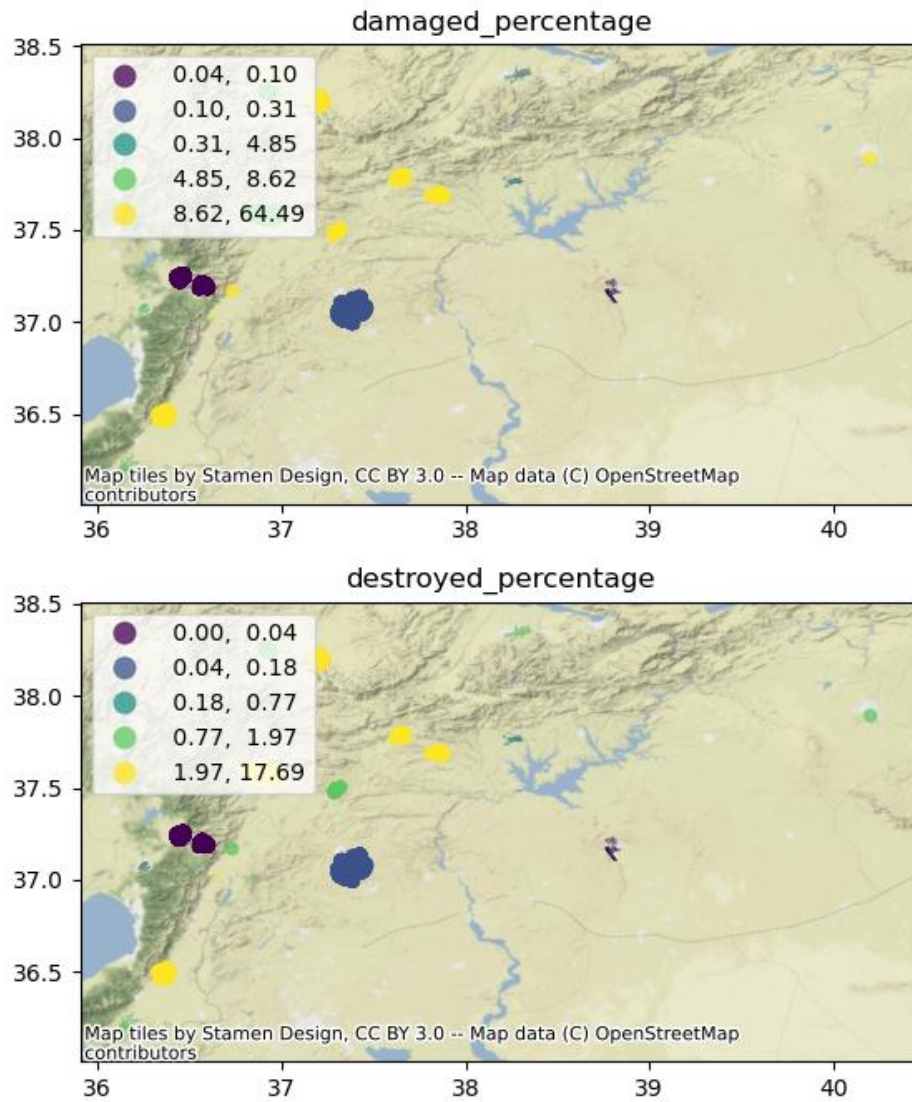 damaged_percentage
38.5
38.0
37.5
37.0
36.5
0.04, 0.10
0.10, 0.31
0.31, 4.85
4.85, 8.62
8.62, 64.49
Map tiles by Stamen Design, CC BY 3.0 -- Map data (C) OpenStreetMap
contributors
36 37 38 39 40
destroyed_percentage
38.5
38.0
37.5
37.0
36.5
0.00, 0.04
0.04, 0.18
0.18, 0.77
0.77, 1.97
1.97, 17.69
Map tiles by Stamen Design, CC BY 3.0 -- Map data (C) OpenStreetMap
contributors
36 37 38 39 40